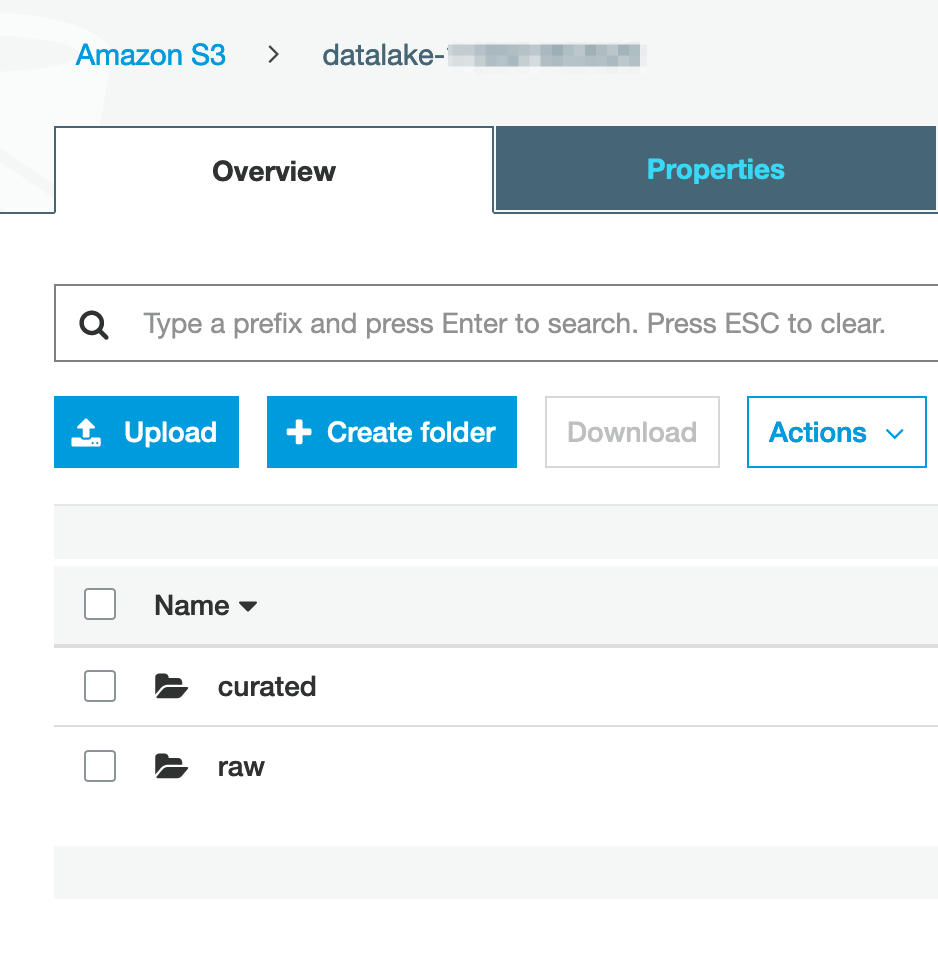 Amazon S3 > datalake-
Overview Properties
Type a prefix and press Enter to search. Press ESC to clear.
Upload Create folder Download Actions
Name
curated
raw